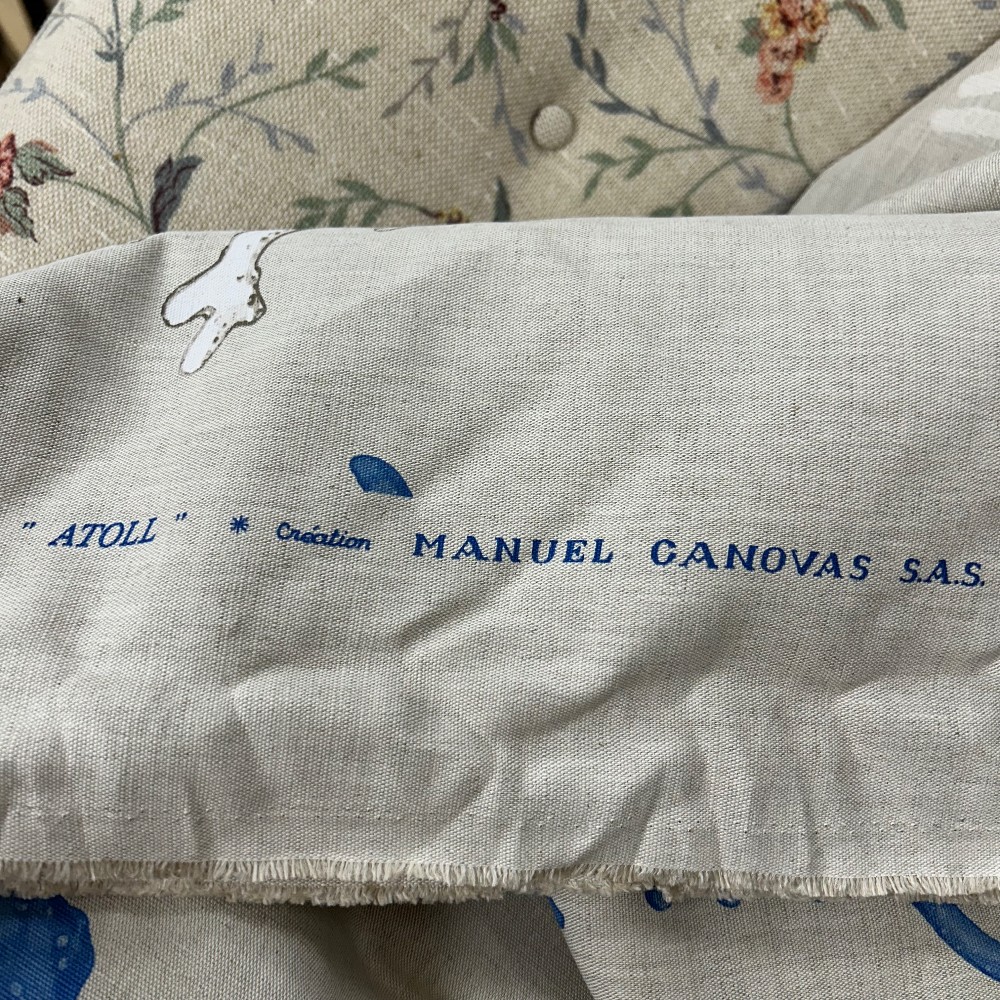 " ATOLL " * Création MANUEL CANOVAS S.A.S.